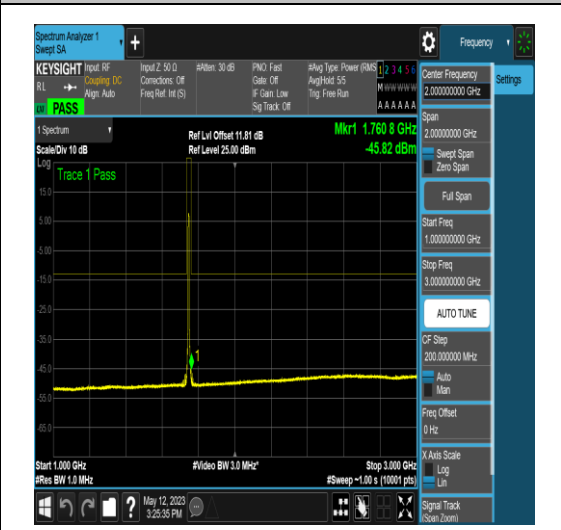 Spectrum Analyzer 1
Swept SA
+
Frequency
KEYSIGHT
RL
PASS
Input: RF
Coupling: DC
Align: Auto
Input Z: 50 Ω
Corrections: Off
Freq Ref: Int (S)
#Atten: 30 dB
PNO: Fast
Gate: Off
IF Gain: Low
Sig Track: Off
#Avg Type: Power (RMS
Avg|Hold: 5/5
Trig: Free Run
1 2 3 4 5 6
M W W W W W
A A A A A A
1 Spectrum
Scale/Div 10 dB
Ref Lvl Offset 11.81 dB
Ref Level 25.00 dBm
Mkr1 1.760 8 GHz
-45.82 dBm
Log
Trace 1 Pass
15.0
5.00
-5.00
-15.0
-25.0
-35.0
-45.0
-55.0
-65.0
1
Start 1.000 GHz
#Res BW 1.0 MHz
#Video BW 3.0 MHz*
Stop 3.000 GHz
#Sweep ~1.00 s (10001 pts)
?
May 12, 2023
3:25:35 PM
Center Frequency
2.000000000 GHz
Settings
Span
2.00000000 GHz
Swept Span
Zero Span
Full Span
Start Freq
1.000000000 GHz
Stop Freq
3.000000000 GHz
AUTO TUNE
CF Step
200.000000 MHz
Auto
Man
Freq Offset
0 Hz
X Axis Scale
Log
Lin
Signal Track
(Span Zoom)